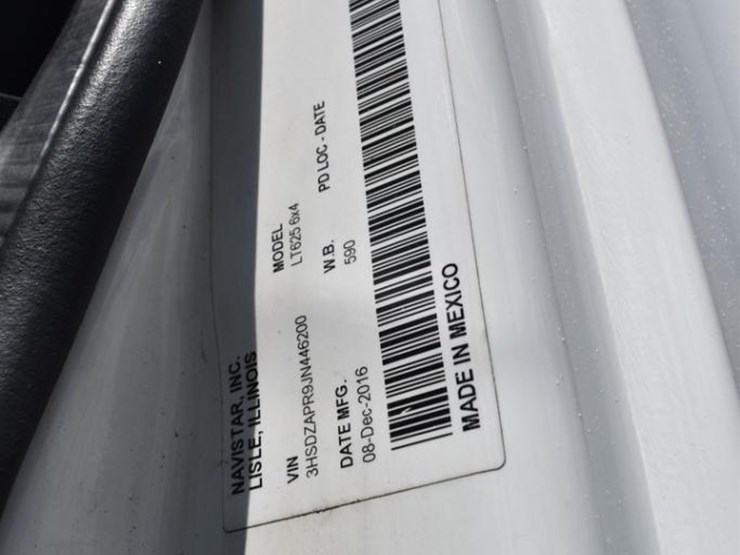 NAVISTAR, INC.
LISLE, ILLINOIS
VIN MODEL
3HSDZAPR9JN446200 LT625 6x4
DATE MFG. W.B. PD LOC - DATE
08-Dec-2016 590
MADE IN MEXICO